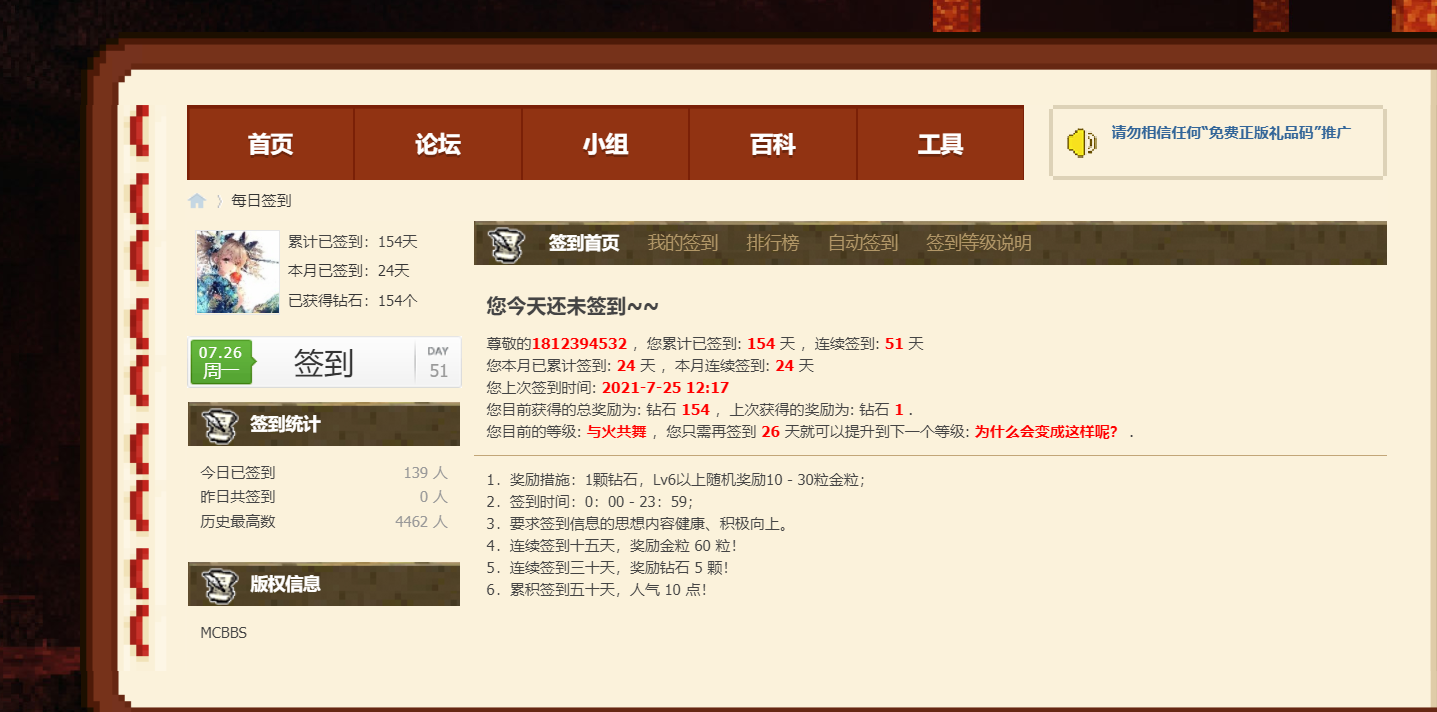 首页 论坛 小组 百科 工具
请勿相信任何“免费正版礼品码”推广
每日签到
累计已签到：154天
本月已签到：24天
已获得钻石：154个
07.26
周一
签到
DAY
51
签到统计
今日已签到 139 人
昨日共签到 0 人
历史最高数 4462 人
版权信息
MCBBS
签到首页 我的签到 排行榜 自动签到 签到等级说明
您今天还未签到~~
尊敬的1812394532 ，您累计已签到: 154 天 ，连续签到: 51 天
您本月已累计签到: 24 天 ，本月连续签到: 24 天
您上次签到时间: 2021-7-25 12:17
您目前获得的总奖励为: 钻石 154 ，上次获得的奖励为: 钻石 1 .
您目前的等级: 与火共舞 ，您只需再签到 26 天就可以提升到下一个等级: 为什么会变成这样呢？ .
1．奖励措施：1颗钻石，Lv6以上随机奖励10 - 30粒金粒；
2．签到时间：0：00 - 23：59；
3．要求签到信息的思想内容健康、积极向上。
4．连续签到十五天，奖励金粒 60 粒！
5．连续签到三十天，奖励钻石 5 颗！
6．累积签到五十天，人气 10 点！